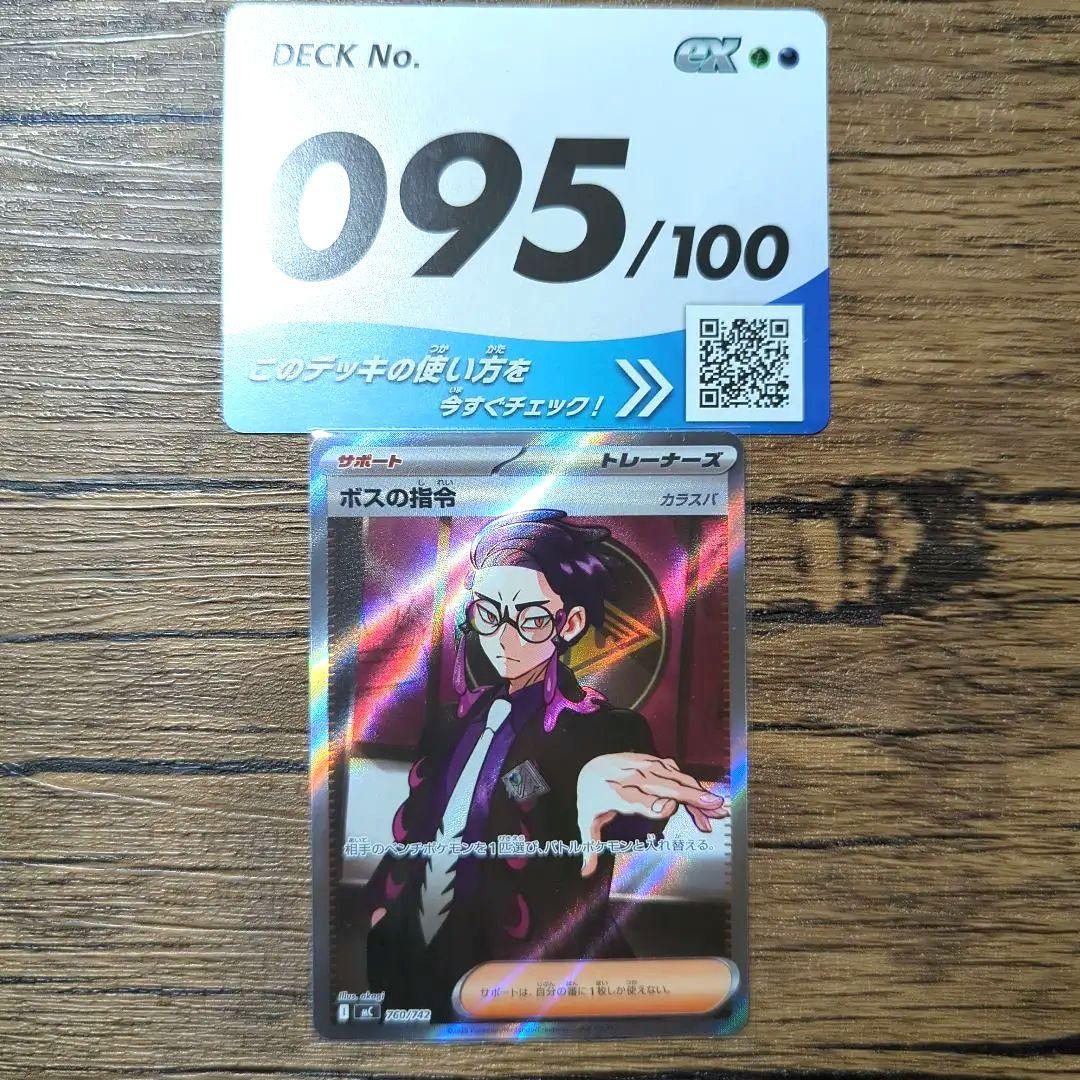 DECK No.
ex
095/100
このデッキの使い方を
今すぐチェック!
サポート
トレーナーズ
ボスの指令
カラスバ
相手のベンチポケモンを1匹選び、バトルポケモンと入れ替える。
サポートは、自分の番に1枚しか使えない。
illus. akagi
I MC 760/742